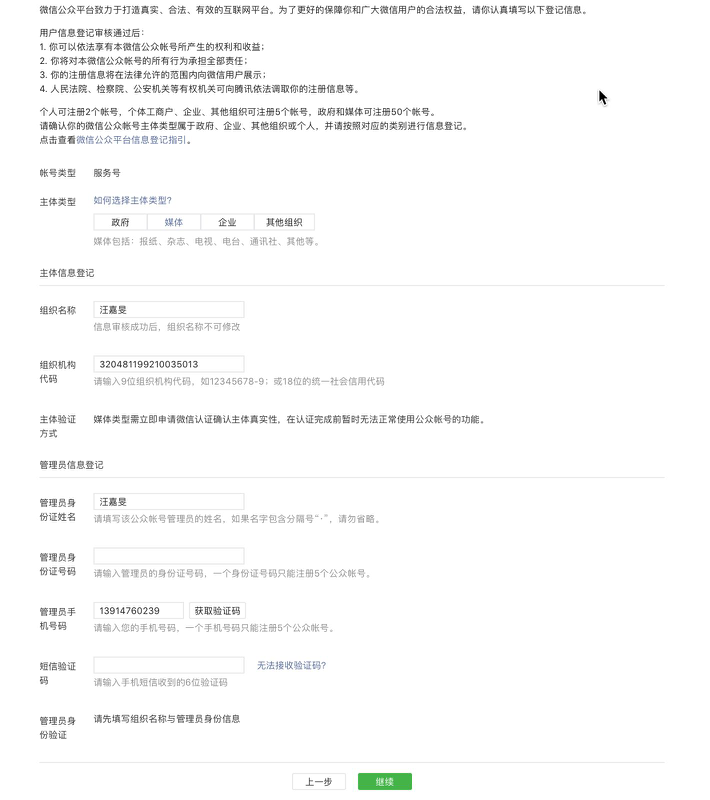 微信公众平台致力于打造真实、合法、有效的互联网平台。为了更好的保障你和广大微信用户的合法权益，请你认真填写以下登记信息。
用户信息登记审核通过后：
1. 你可以依法享有本微信公众帐号所产生的权利和收益；
2. 你将对本微信公众帐号的所有行为承担全部责任；
3. 你的注册信息将在法律允许的范围内向微信用户展示；
4. 人民法院、检察院、公安机关等有权机关可向腾讯依法调取你的注册信息等。
个人可注册2个帐号，个体工商户、企业、其他组织可注册5个帐号，政府和媒体可注册50个帐号。
请确认你的微信公众帐号主体类型属于政府、企业、其他组织或个人，并请按照对应的类别进行信息登记。
点击查看微信公众平台信息登记指引。
帐号类型 服务号
主体类型 如何选择主体类型?
政府 媒体 企业 其他组织
媒体包括：报纸、杂志、电视、电台、通讯社、其他等。
主体信息登记
组织名称 汪嘉旻
信息审核成功后，组织名称不可修改
组织机构代码 320481199210035013
请输入9位组织机构代码，如12345678-9；或18位的统一社会信用代码
主体验证方式 媒体类型需立即申请微信认证确认主体真实性，在认证完成前暂时无法正常使用公众帐号的功能。
管理员信息登记
管理员身份证姓名 汪嘉旻
请填写该公众帐号管理员的姓名，如果名字包含分隔号“·”，请勿省略。
管理员身份证号码
请输入管理员的身份证号码，一个身份证号码只能注册5个公众帐号。
管理员手机号码 13914760239 获取验证码
请输入您的手机号码，一个手机号码只能注册5个公众帐号。
短信验证码 无法接收验证码?
请输入手机短信收到的6位验证码
管理员身份验证 请先填写组织名称与管理员身份信息
上一步 继续